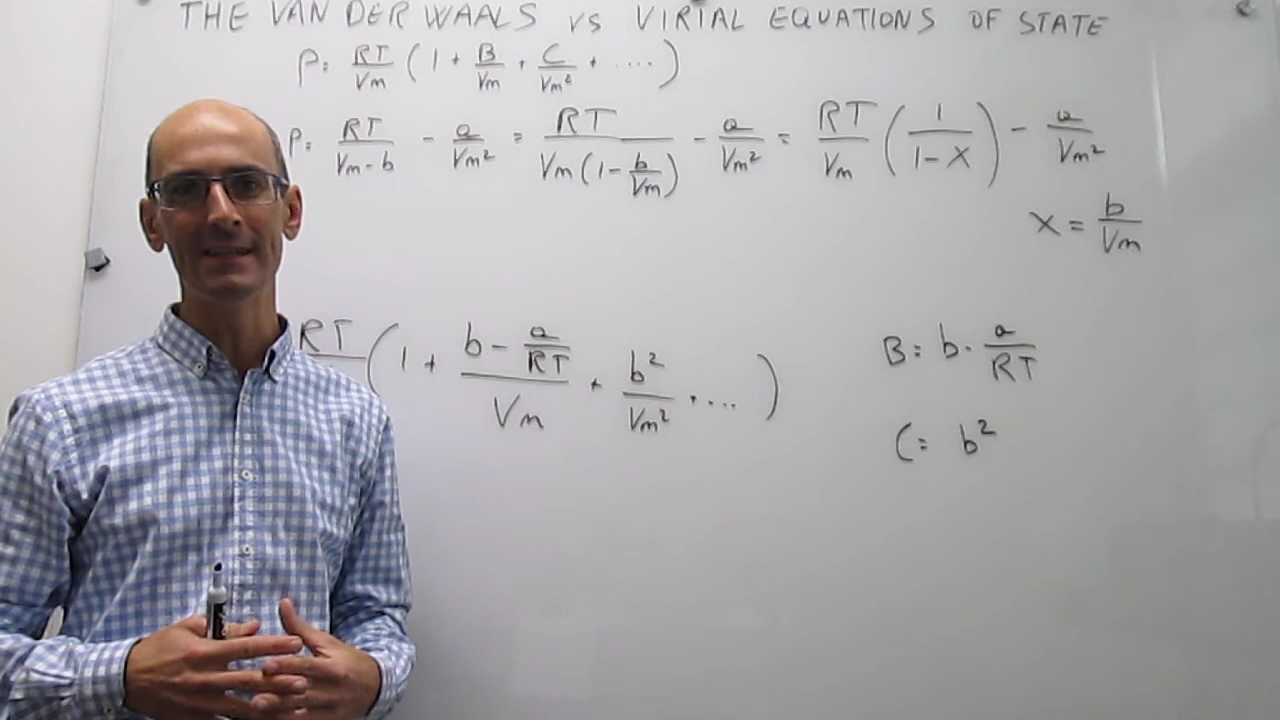 THE VAN DER WAALS vs VIRIAL EQUATIONS OF STATE
P: RT/Vm (1 + B/Vm + C/Vm² + ....)
P: RT/(Vm-b) - a/Vm² = RT/(Vm(1-b/Vm)) - a/Vm² = RT/Vm (1/(1-X)) - a/Vm²
X = b/Vm
RT (1 + (b - a/RT)/Vm + b²/Vm² + ... )
B: b - a/RT
C: b²